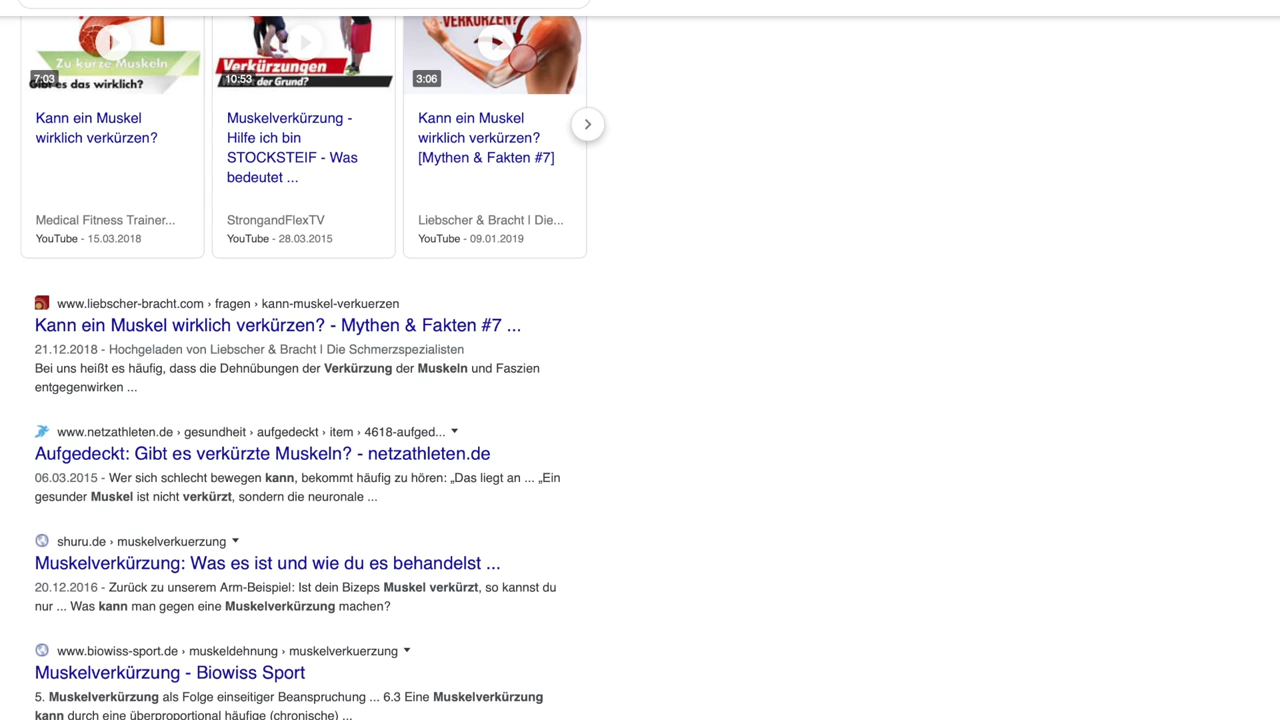 VERKÜRZEN?
Zu kurze Muskeln
7:03
Gibt es das wirklich?
Verkürzungen
10:53
der Grund?
3:06
Kann ein Muskel
wirklich verkürzen?
Muskelverkürzung -
Hilfe ich bin
STOCKSTEIF - Was
bedeutet ...
Kann ein Muskel
wirklich verkürzen?
[Mythen & Fakten #7]
Medical Fitness Trainer...
YouTube - 15.03.2018
StrongandFlexTV
YouTube - 28.03.2015
Liebscher & Bracht | Die...
YouTube - 09.01.2019
www.liebscher-bracht.com › fragen › kann-muskel-verkuerzen
Kann ein Muskel wirklich verkürzen? - Mythen & Fakten #7 ...
21.12.2018 - Hochgeladen von Liebscher & Bracht | Die Schmerzspezialisten
Bei uns heißt es häufig, dass die Dehnübungen der Verkürzung der Muskeln und Faszien
entgegenwirken ...
www.netzathleten.de › gesundheit › aufgedeckt › item › 4618-aufged...
Aufgedeckt: Gibt es verkürzte Muskeln? - netzathleten.de
06.03.2015 - Wer sich schlecht bewegen kann, bekommt häufig zu hören: „Das liegt an ... „Ein
gesunder Muskel ist nicht verkürzt, sondern die neuronale ...
shuru.de › muskelverkuerzung
Muskelverkürzung: Was es ist und wie du es behandelst ...
20.12.2016 - Zurück zu unserem Arm-Beispiel: Ist dein Bizeps Muskel verkürzt, so kannst du
nur ... Was kann man gegen eine Muskelverkürzung machen?
www.biowiss-sport.de › muskeldehnung › muskelverkuerzung
Muskelverkürzung - Biowiss Sport
5. Muskelverkürzung als Folge einseitiger Beanspruchung ... 6.3 Eine Muskelverkürzung
kann durch eine überproportional häufige (chronische) ...